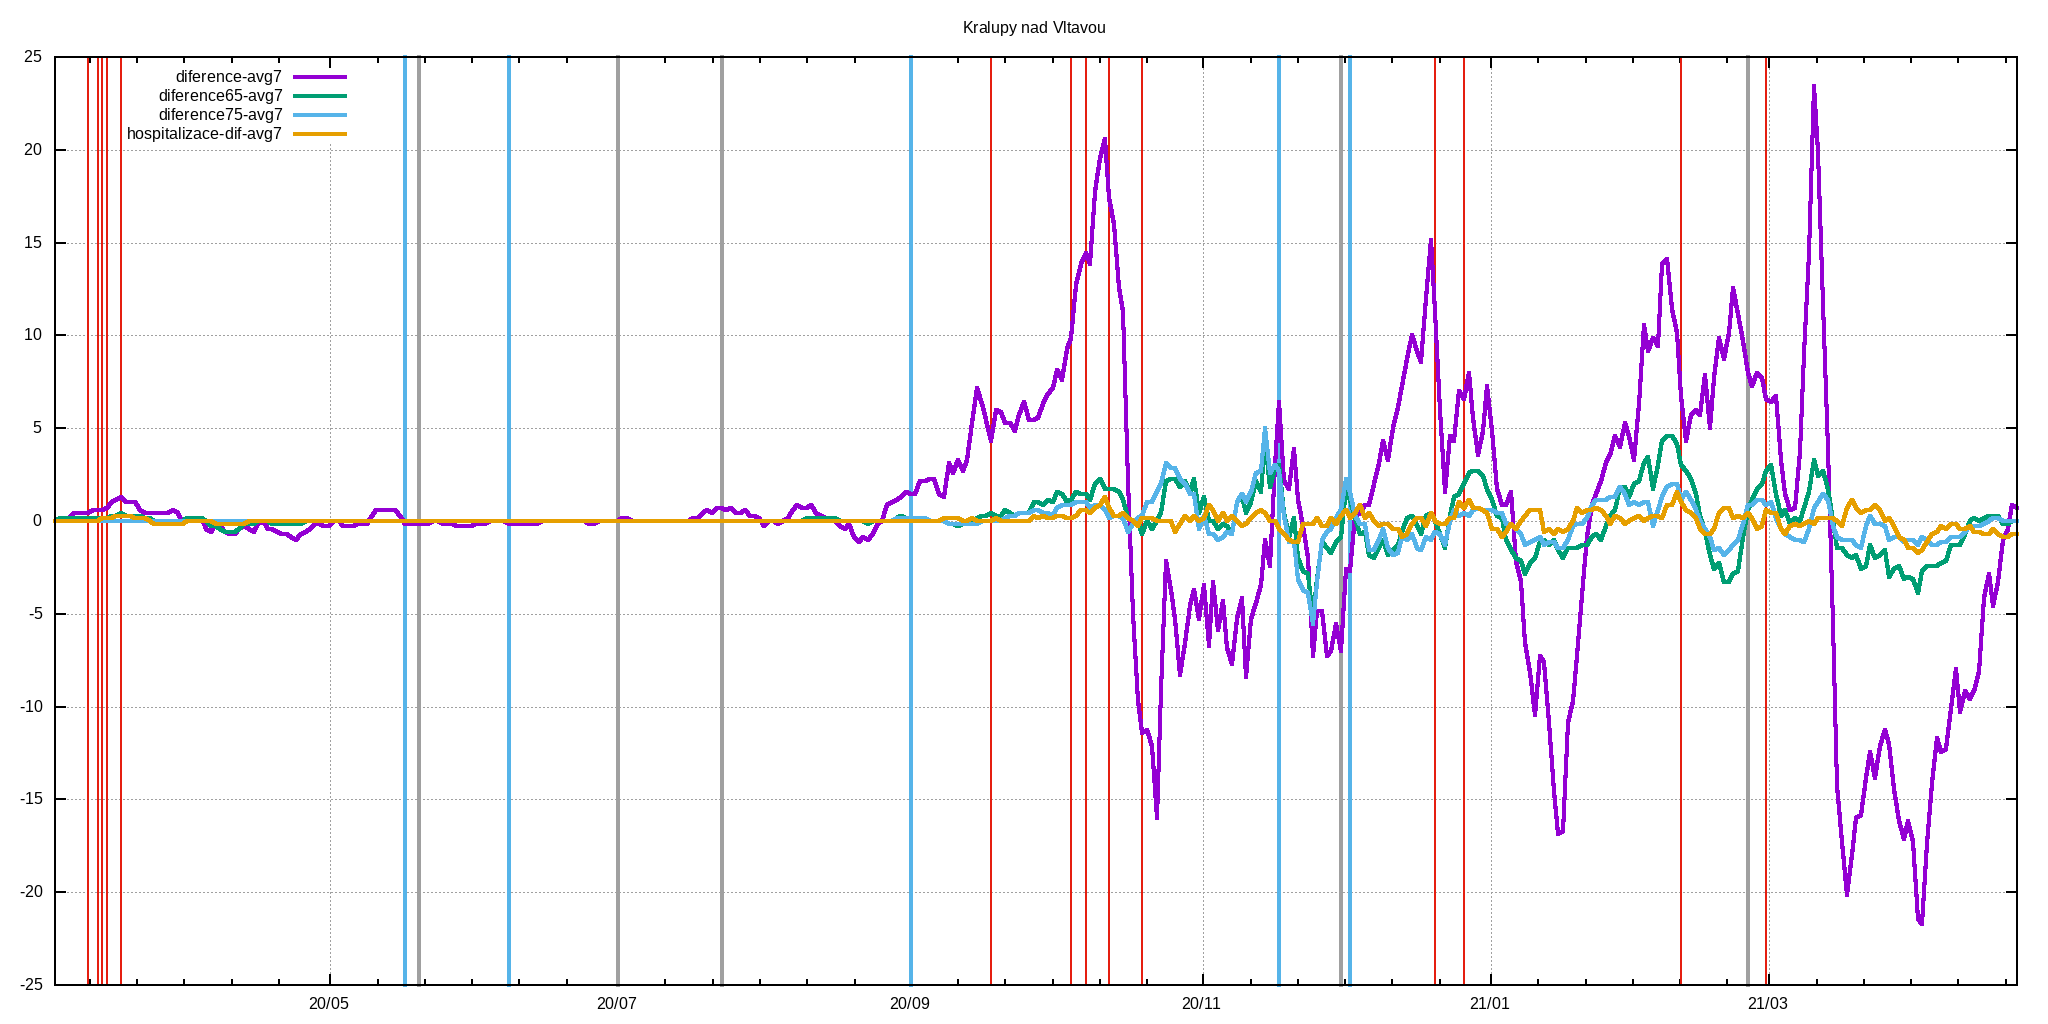 Kralupy nad Vltavou
diference-avg7
diference65-avg7
diference75-avg7
hospitalizace-dif-avg7
25
20
15
10
5
0
-5
-10
-15
-20
-25
20/05 20/07 20/09 20/11 21/01 21/03